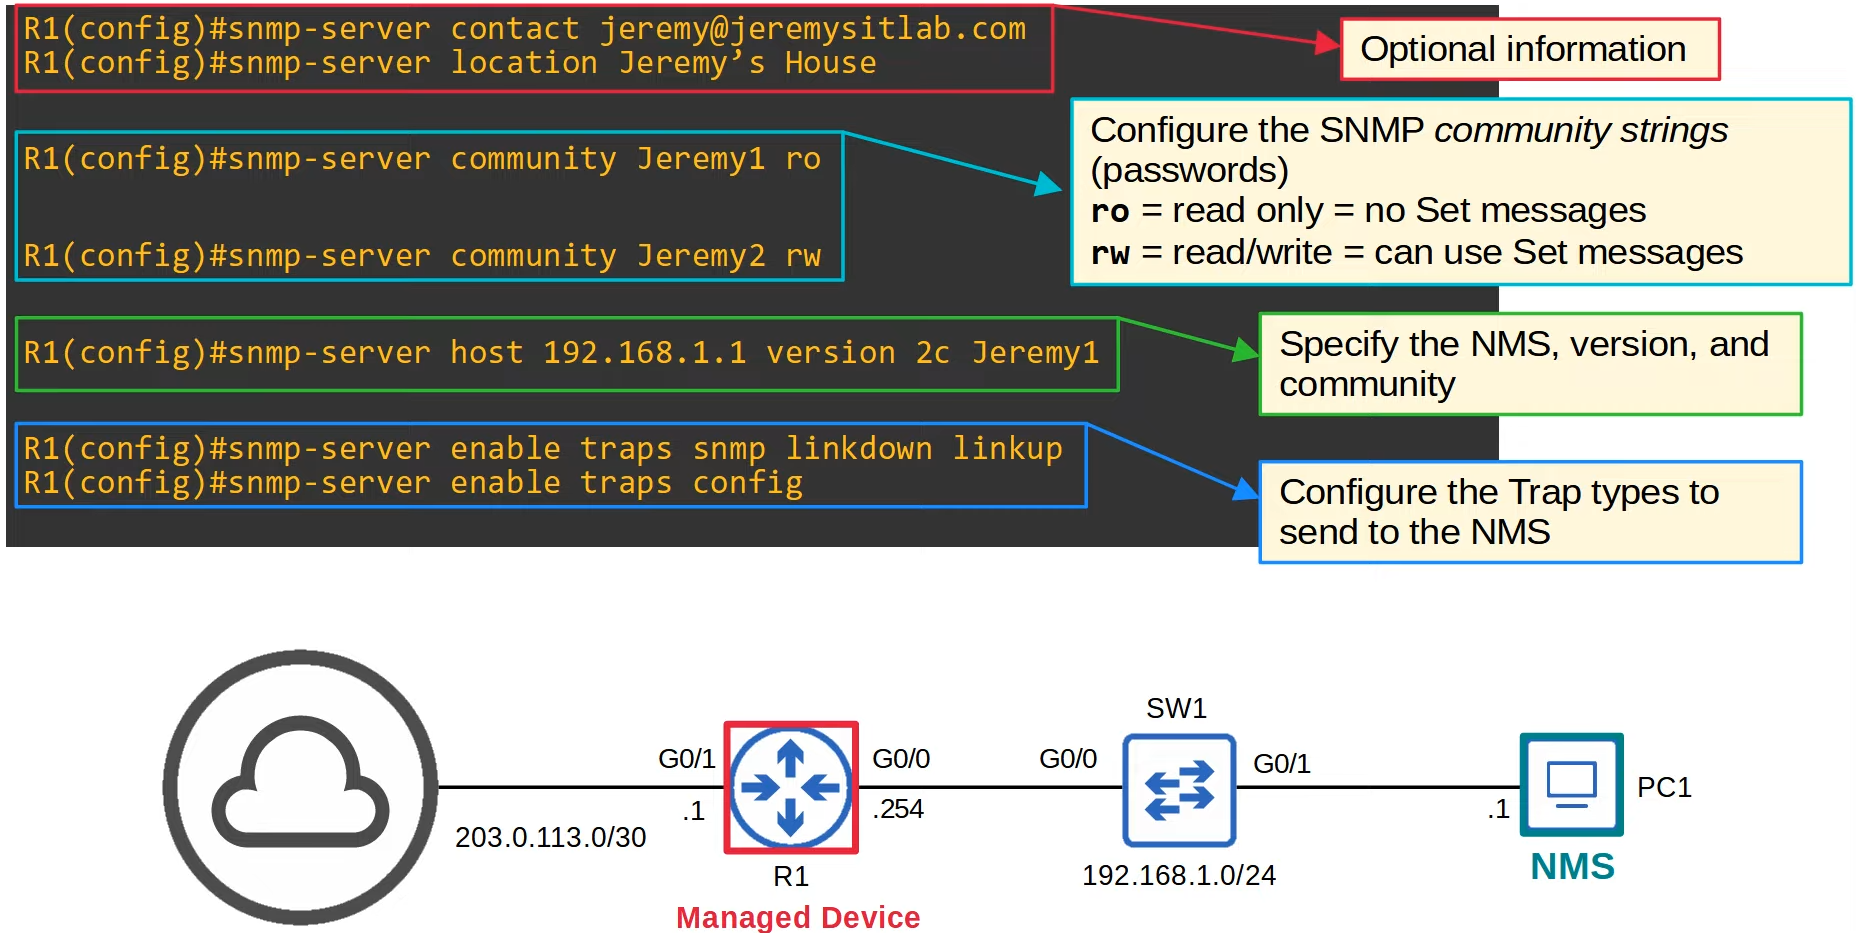 R1(config)#snmp-server contact jeremy@jeremysitlab.com
R1(config)#snmp-server location Jeremy’s House
Optional information
R1(config)#snmp-server community Jeremy1 ro
R1(config)#snmp-server community Jeremy2 rw
Configure the SNMP community strings
(passwords)
ro = read only = no Set messages
rw = read/write = can use Set messages
R1(config)#snmp-server host 192.168.1.1 version 2c Jeremy1
Specify the NMS, version, and
community
R1(config)#snmp-server enable traps snmp linkdown linkup
R1(config)#snmp-server enable traps config
Configure the Trap types to
send to the NMS
203.0.113.0/30
G0/1
.1
R1
Managed Device
G0/0
.254
G0/0
SW1
192.168.1.0/24
G0/1
.1
PC1
NMS